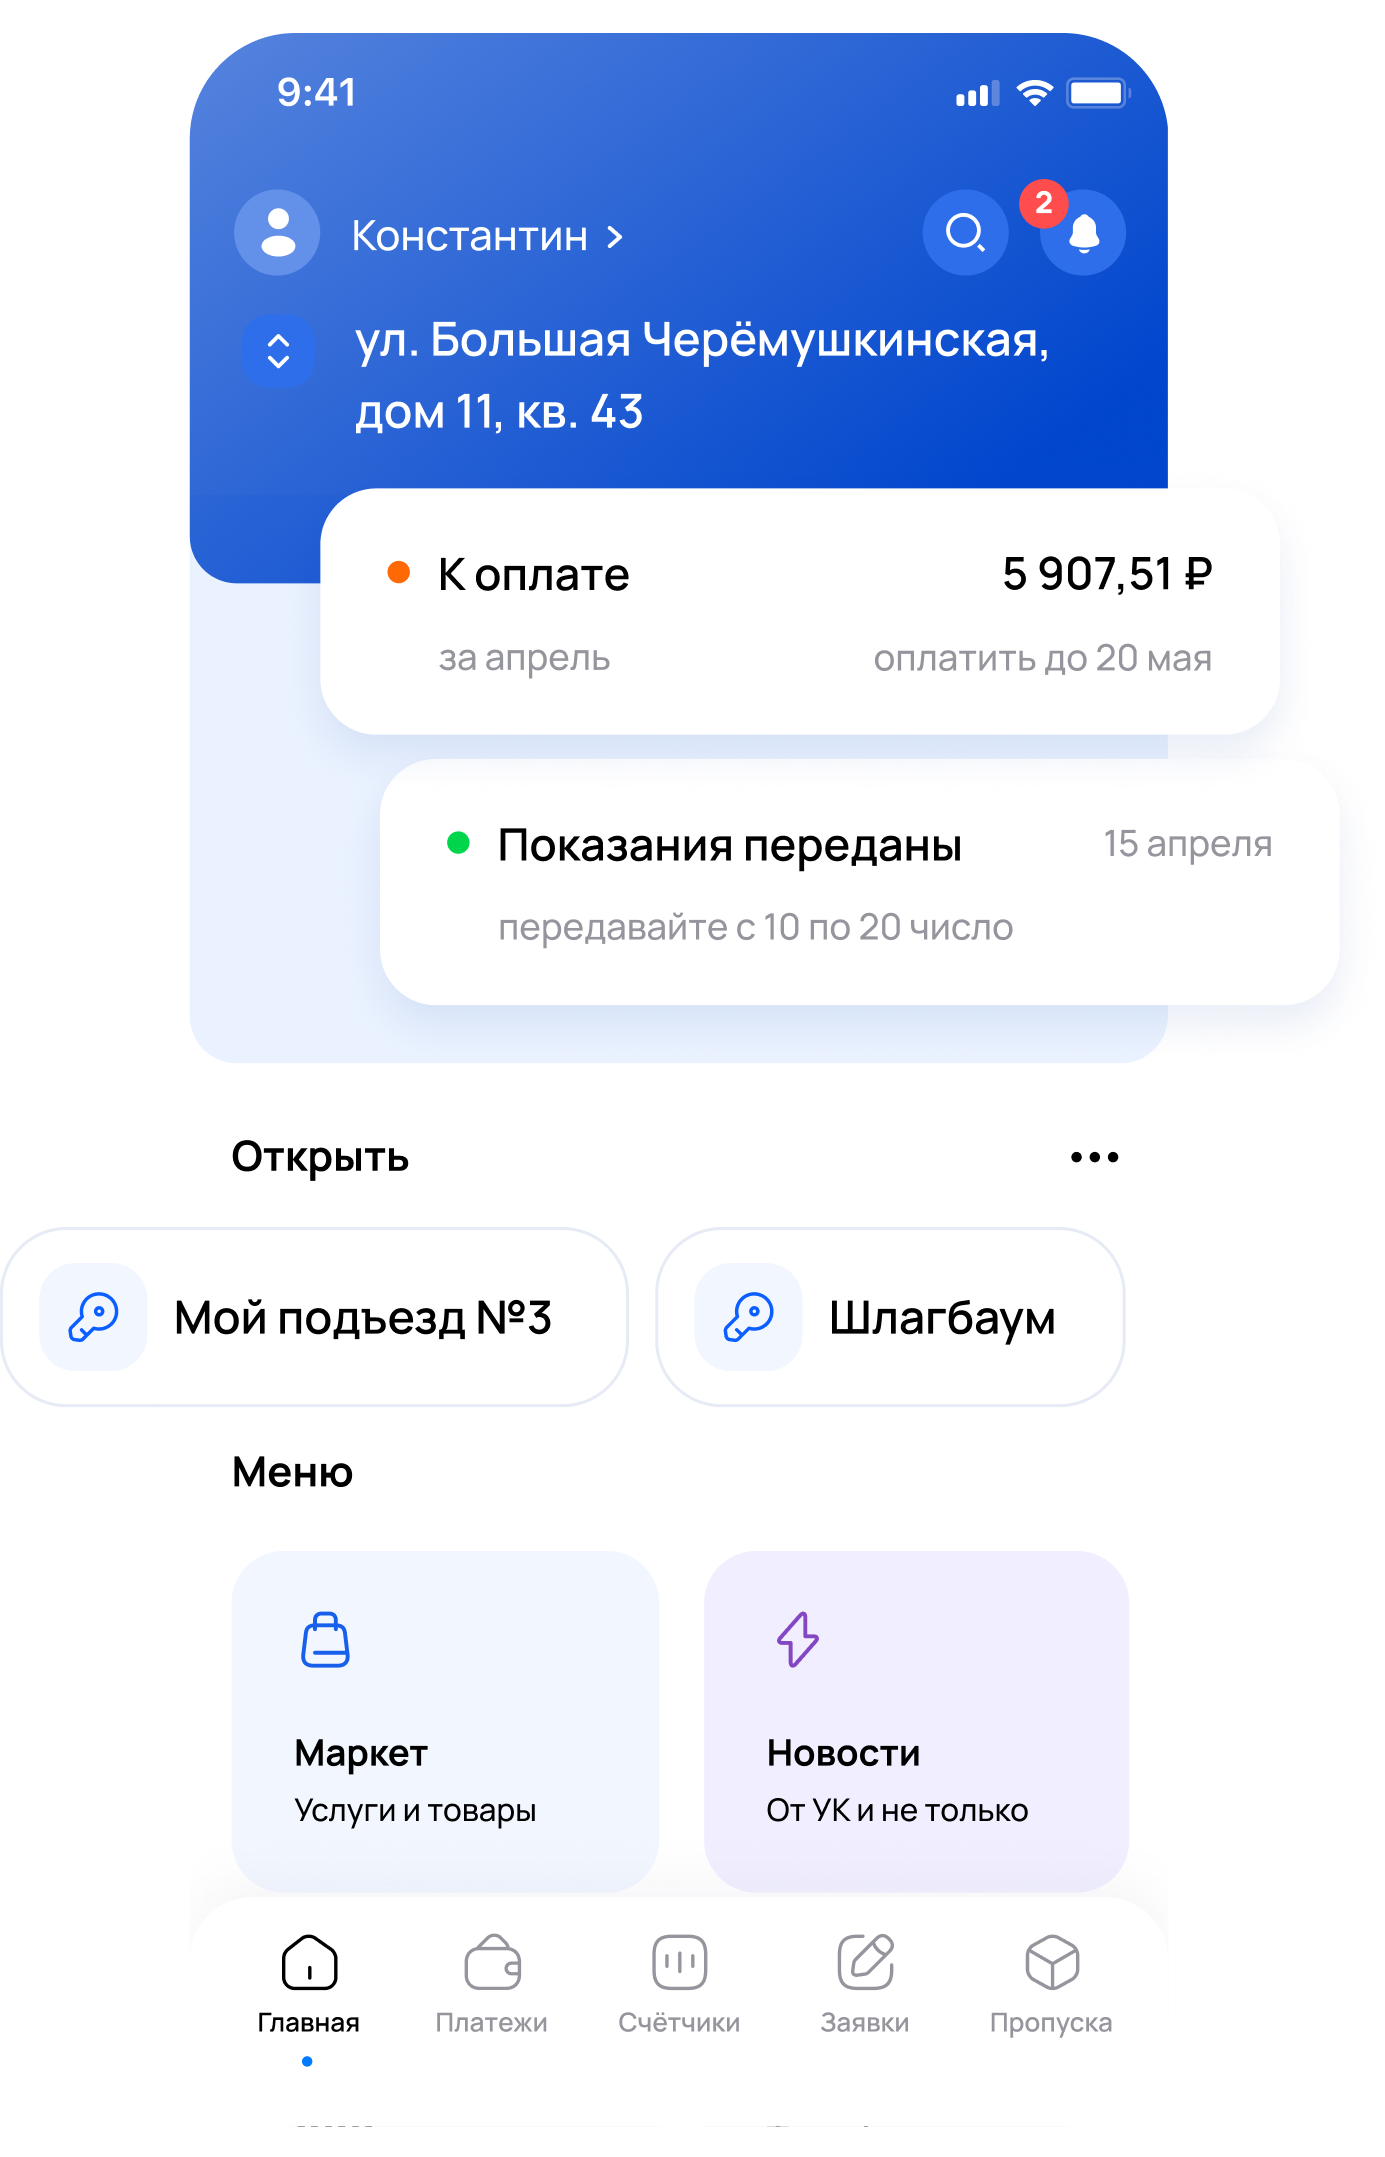 9:41
2
Константин
ул. Большая Черёмушкинская,
дом 11, кв. 43
К оплате
5 907,51 ₽
за апрель
оплатить до 20 мая
Показания переданы
15 апреля
передавайте с 10 по 20 число
Открыть
Мой подъезд №3
Шлагбаум
Меню
Маркет
Новости
Услуги и товары
От УК и не только
Главная
Платежи
Счётчики
Заявки
Пропуска